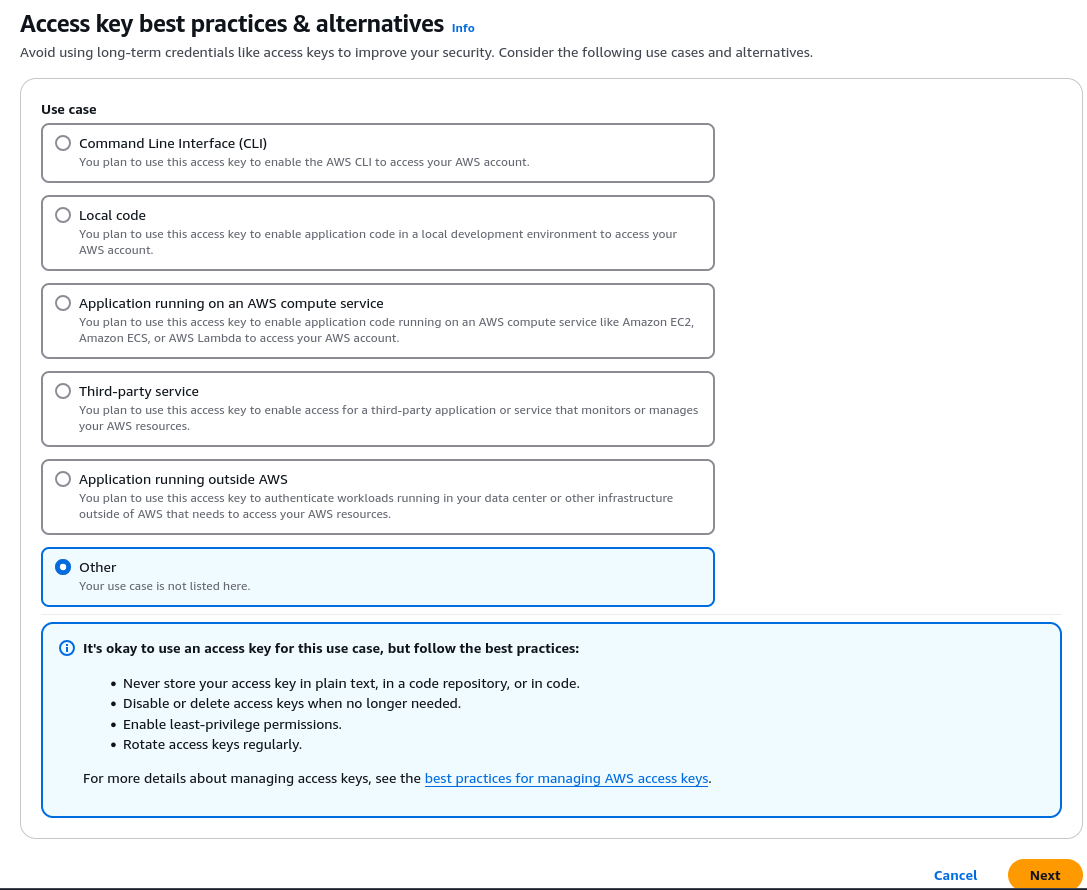 Access key best practices & alternatives Info
Avoid using long-term credentials like access keys to improve your security. Consider the following use cases and alternatives.
Use case
Command Line Interface (CLI)
You plan to use this access key to enable the AWS CLI to access your AWS account.
Local code
You plan to use this access key to enable application code in a local development environment to access your
AWS account.
Application running on an AWS compute service
You plan to use this access key to enable application code running on an AWS compute service like Amazon EC2,
Amazon ECS, or AWS Lambda to access your AWS account.
Third-party service
You plan to use this access key to enable access for a third-party application or service that monitors or manages
your AWS resources.
Application running outside AWS
You plan to use this access key to authenticate workloads running in your data center or other infrastructure
outside of AWS that needs to access your AWS resources.
Other
Your use case is not listed here.
It's okay to use an access key for this use case, but follow the best practices:
• Never store your access key in plain text, in a code repository, or in code.
• Disable or delete access keys when no longer needed.
• Enable least-privilege permissions.
• Rotate access keys regularly.
For more details about managing access keys, see the best practices for managing AWS access keys.
Cancel Next